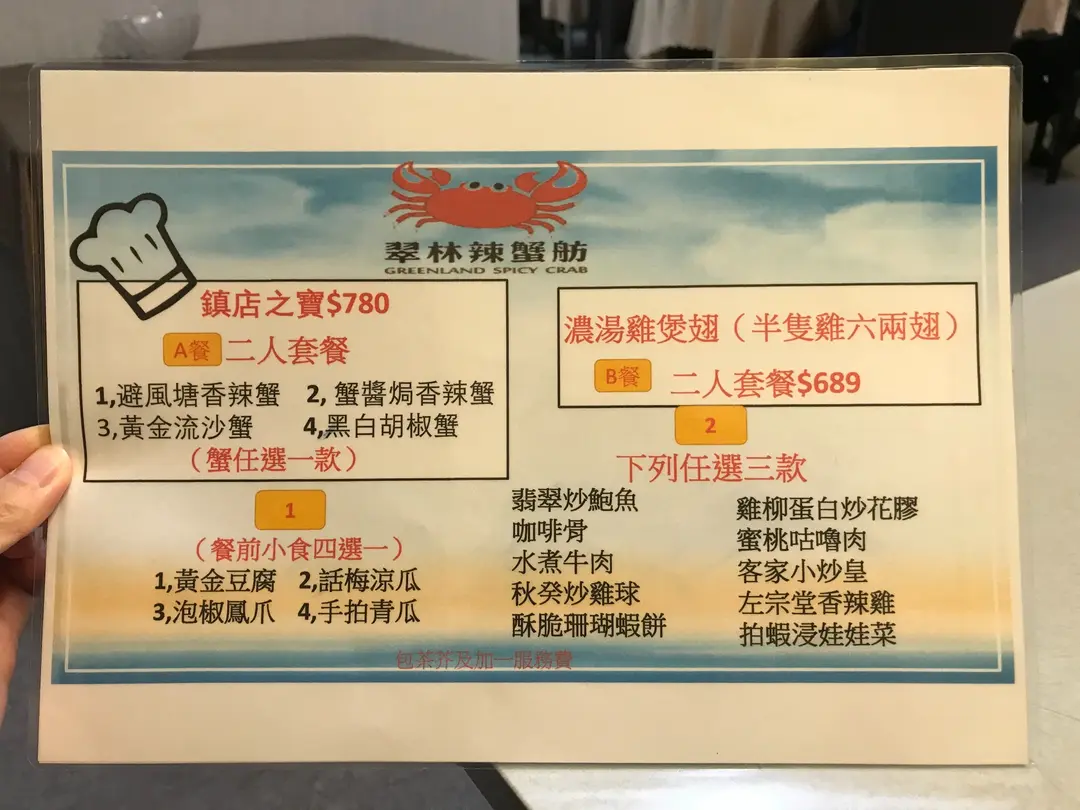 翠林辣蟹舫
GREENLAND SPICY CRAB
鎮店之寶$780
A餐 二人套餐
1,避風塘香辣蟹 2, 蟹醬焗香辣蟹
3,黃金流沙蟹 4,黑白胡椒蟹
（蟹任選一款）
1
（餐前小食四選一）
1,黃金豆腐 2,話梅涼瓜
3,泡椒鳳爪 4,手拍青瓜
濃湯雞煲翅（半隻雞六兩翅）
B餐 二人套餐$689
2
下列任選三款
翡翠炒鮑魚
咖啡骨
水煮牛肉
秋癸炒雞球
酥脆珊瑚蝦餅
雞柳蛋白炒花膠
蜜桃咕嚕肉
客家小炒皇
左宗堂香辣雞
拍蝦浸娃娃菜
包茶芥及加一服務費